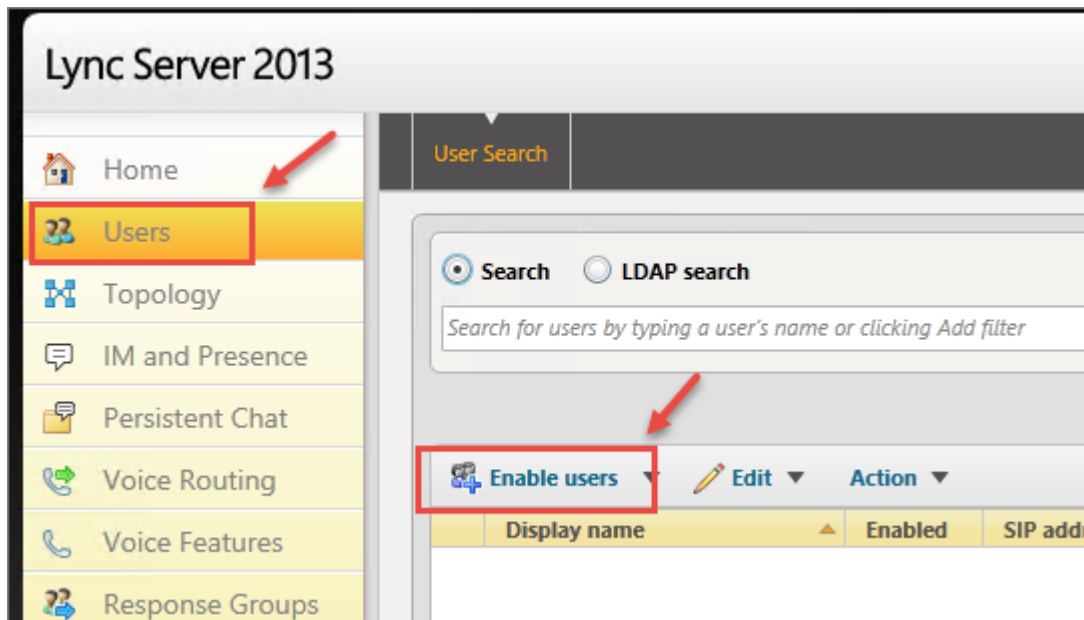 Lync Server 2013
Home
Users
Topology
IM and Presence
Persistent Chat
Voice Routing
Voice Features
Response Groups
User Search
Search LDAP search
Search for users by typing a user's name or clicking Add filter
Enable users Edit Action
Display name Enabled SIP addr